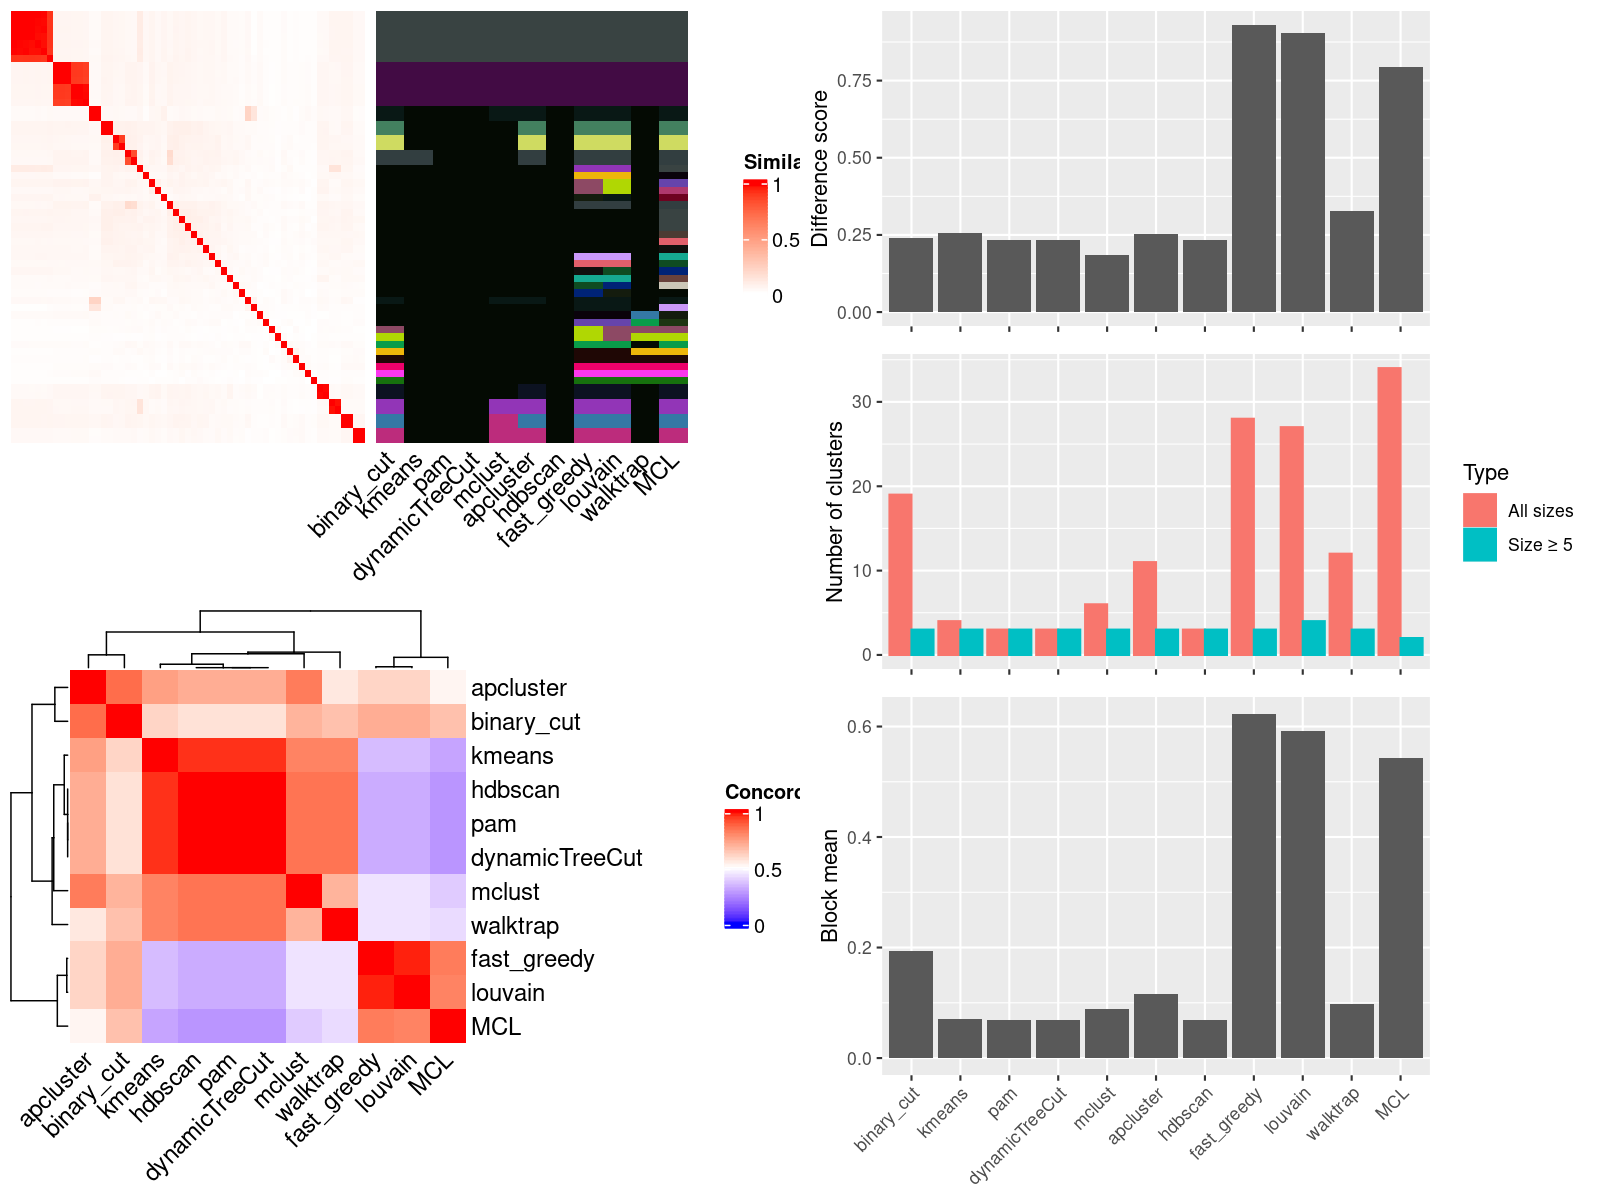 Simila
1
0.5
0
binary_cut
kmeans
pam
dynamicTreeCut
mclust
apcluster
hdbscan
fast_greedy
louvain
walktrap
MCL
apcluster
binary_cut
kmeans
hdbscan
pam
dynamicTreeCut
mclust
walktrap
fast_greedy
louvain
MCL
apcluster
binary_cut
kmeans
hdbscan
pam
dynamicTreeCut
mclust
walktrap
fast_greedy
louvain
MCL
Concord
1
0.5
0
Difference score
0.75
0.50
0.25
0.00
Number of clusters
30
20
10
0
Type
All sizes
Size ≥ 5
Block mean
0.6
0.4
0.2
0.0
binary_cut
kmeans
pam
dynamicTreeCut
mclust
apcluster
hdbscan
fast_greedy
louvain
walktrap
MCL